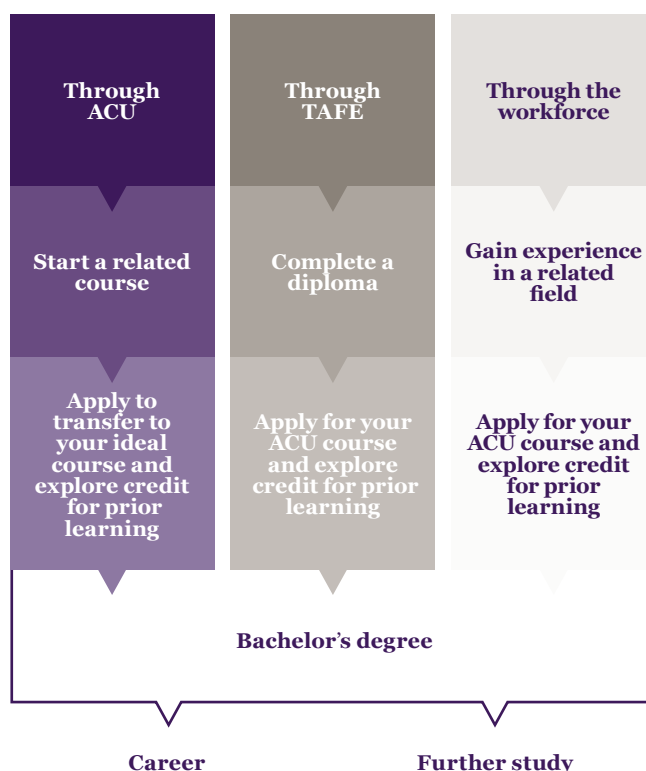 Through
ACU
Start a related
course
Apply to
transfer to
your ideal
course and
explore credit
for prior
learning
Through
TAFE
Complete a
diploma
Apply for your
ACU course
and explore
credit for prior
learning
Through the
workforce
Gain experience
in a related
field
Apply for your
ACU course and
explore credit
for prior
learning
Bachelor’s degree
Career
Further study